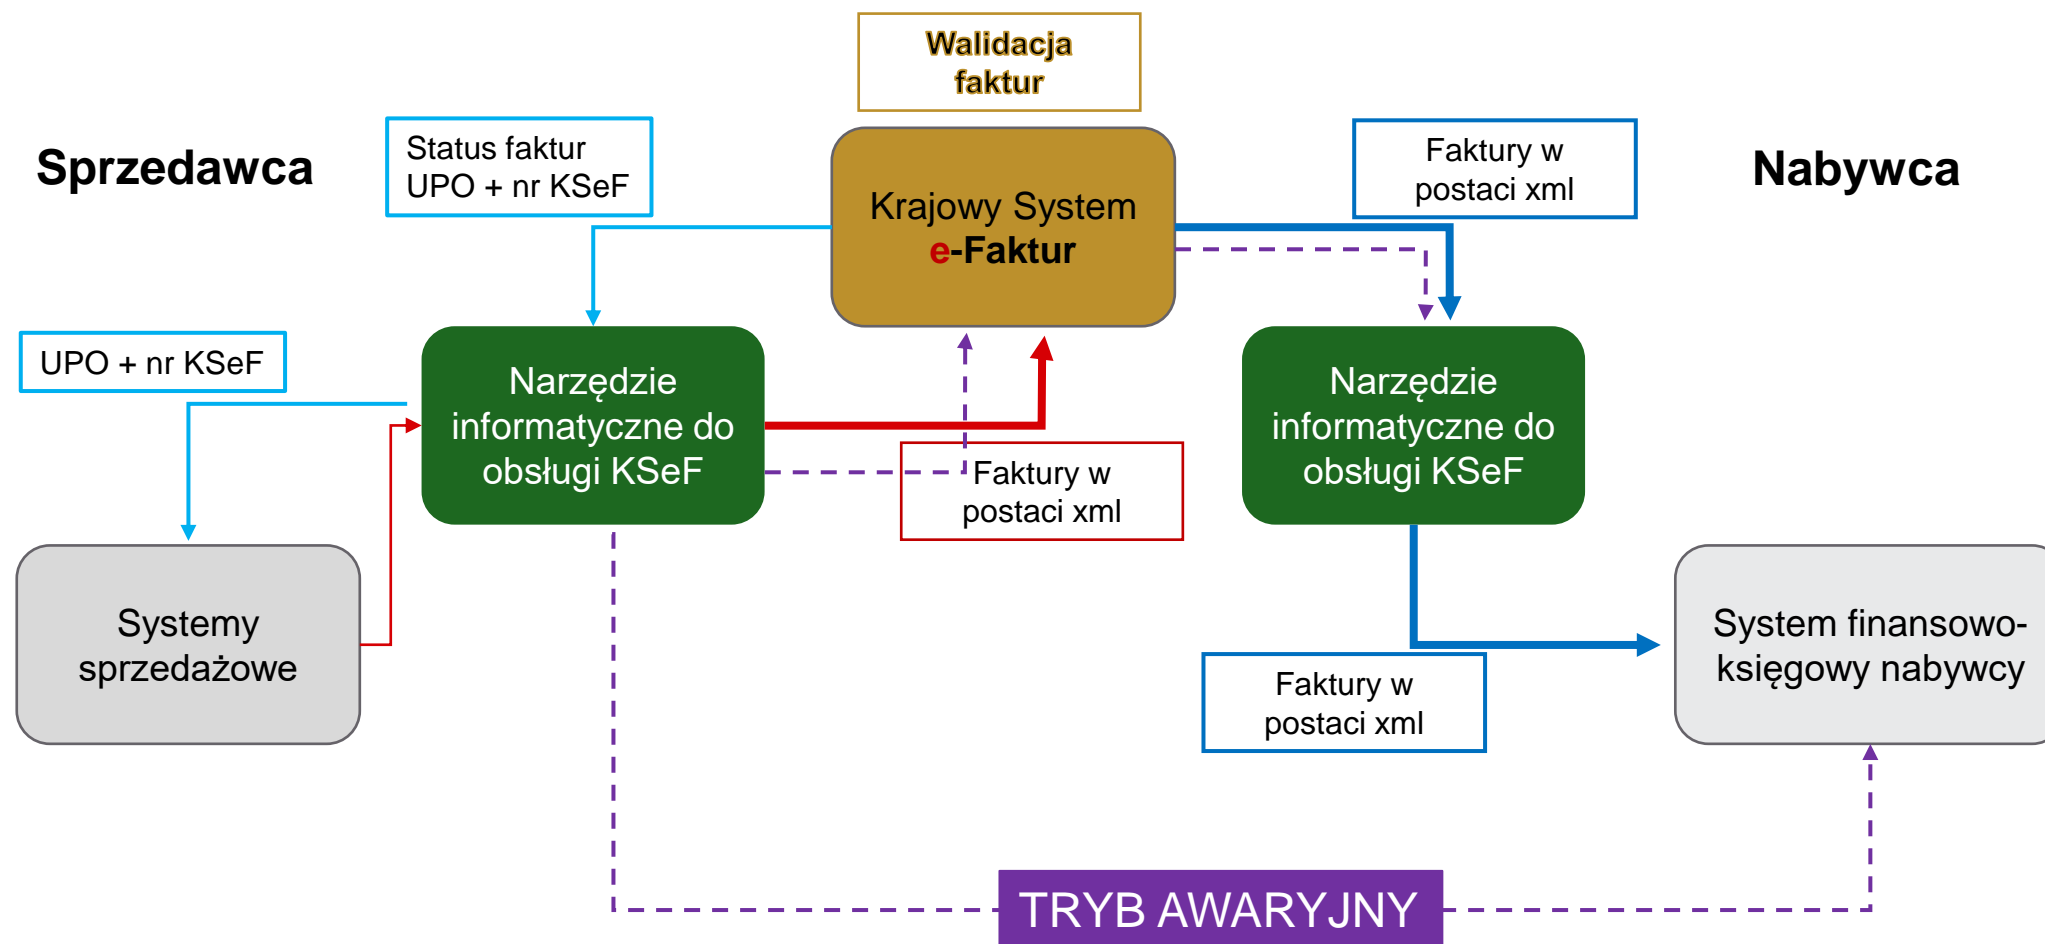 Walidacja
faktur
Sprzedawca
Status faktur
UPO + nr KSeF
Krajowy System
e-Faktur
Faktury w
postaci xml
Nabywca
UPO + nr KSeF
Narzędzie
informatyczne do
obsługi KSeF
Faktury w
postaci xml
Narzędzie
informatyczne do
obsługi KSeF
Systemy
sprzedażowe
Faktury w
postaci xml
System finansowo-
księgowy nabywcy
TRYB AWARYJNY